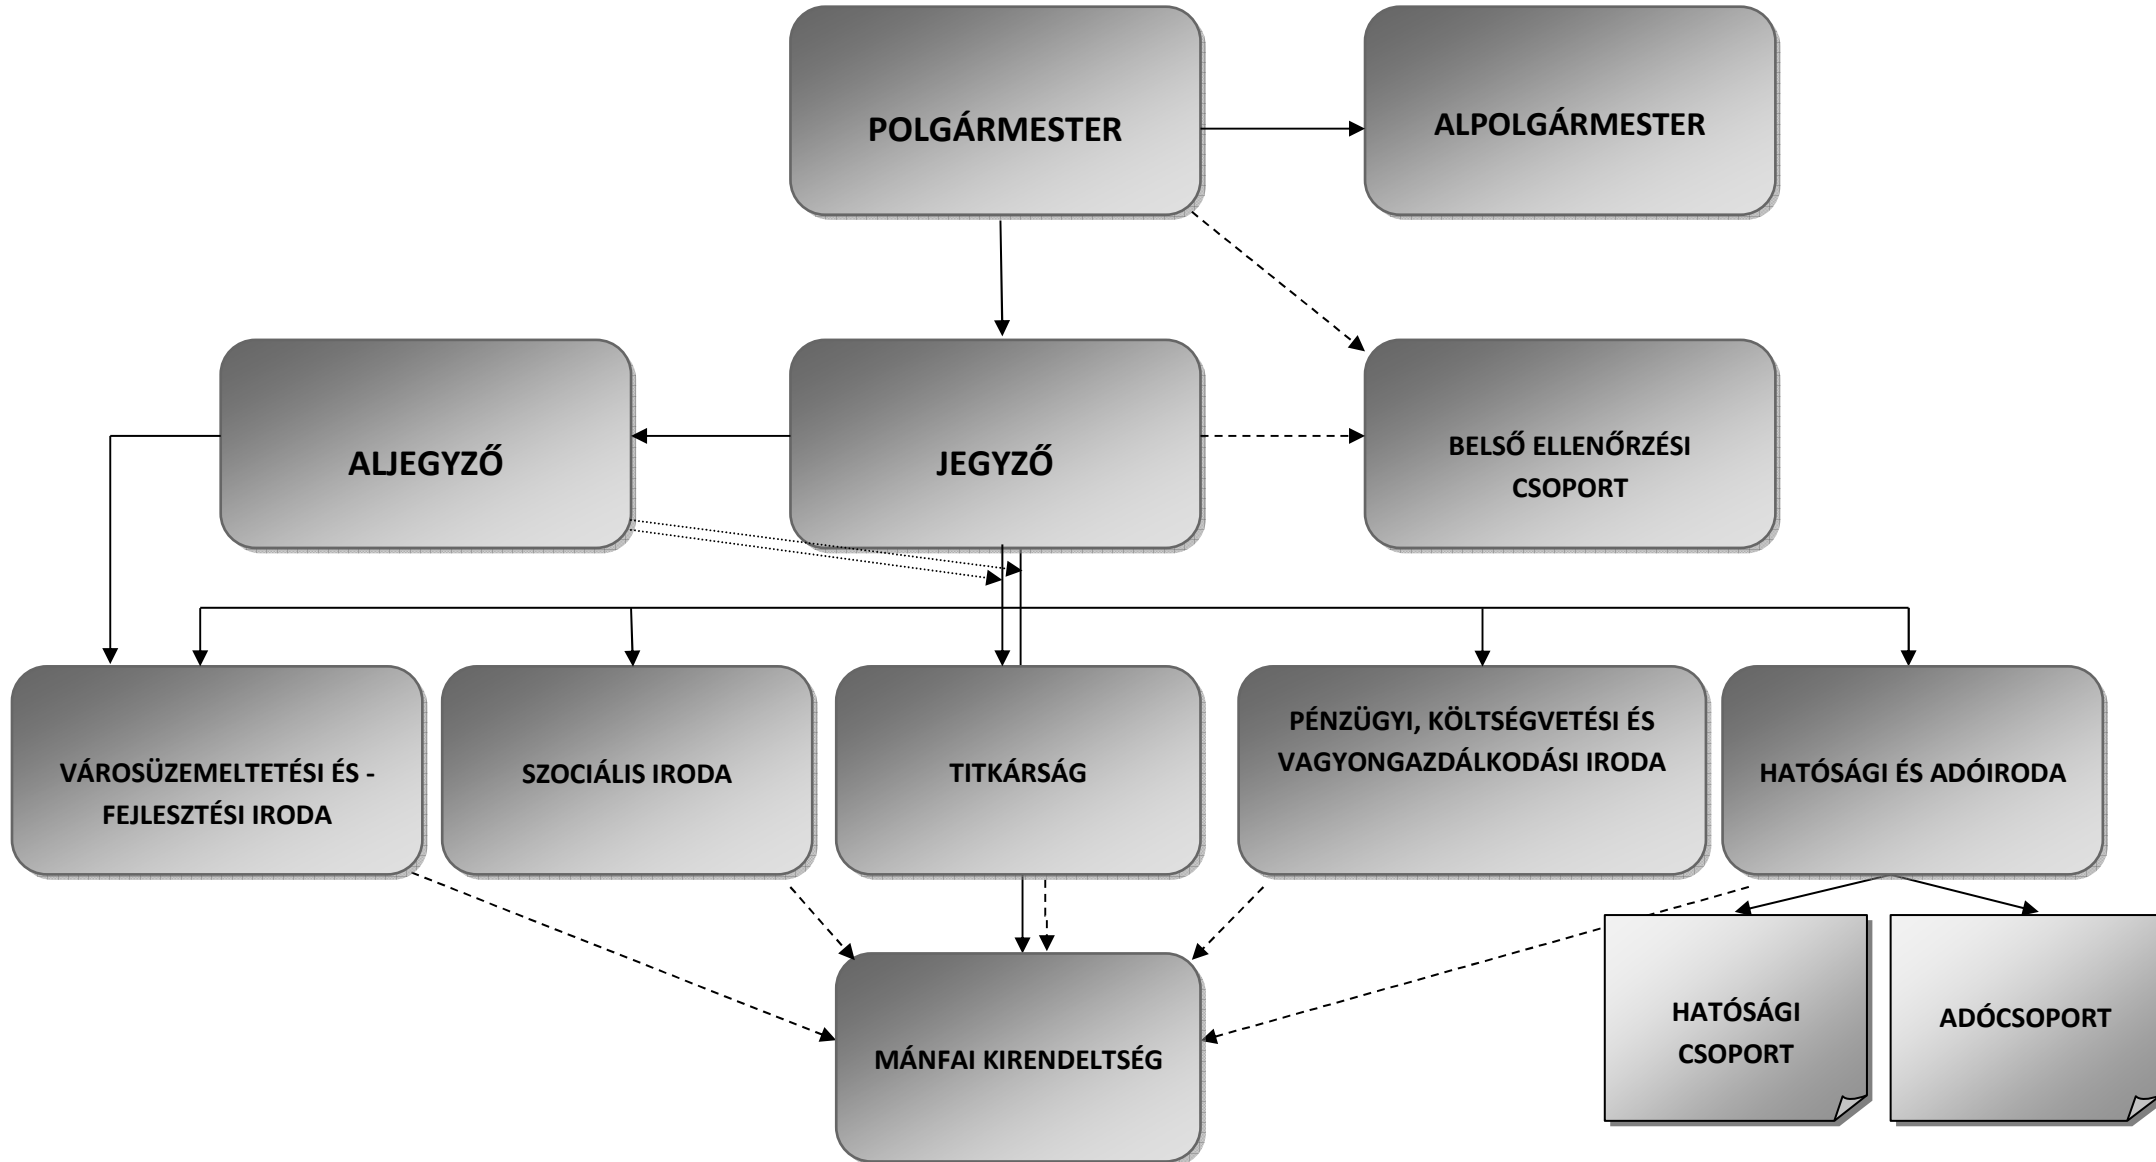 POLGÁRMESTER
ALPOLGÁRMESTER
ALJEGYZŐ
JEGYZŐ
BELSŐ ELLENŐRZÉSI
CSOPORT
VÁROSÜZEMELTETÉSI ÉS -
FEJLESZTÉSI IRODA
SZOCIÁLIS IRODA
TITKÁRSÁG
PÉNZÜGYI, KÖLTSÉGVETÉSI ÉS
VAGYONGAZDÁLKODÁSI IRODA
HATÓSÁGI ÉS ADÓIRODA
MÁNFAI KIRENDELTSÉG
HATÓSÁGI
CSOPORT
ADÓCSOPORT